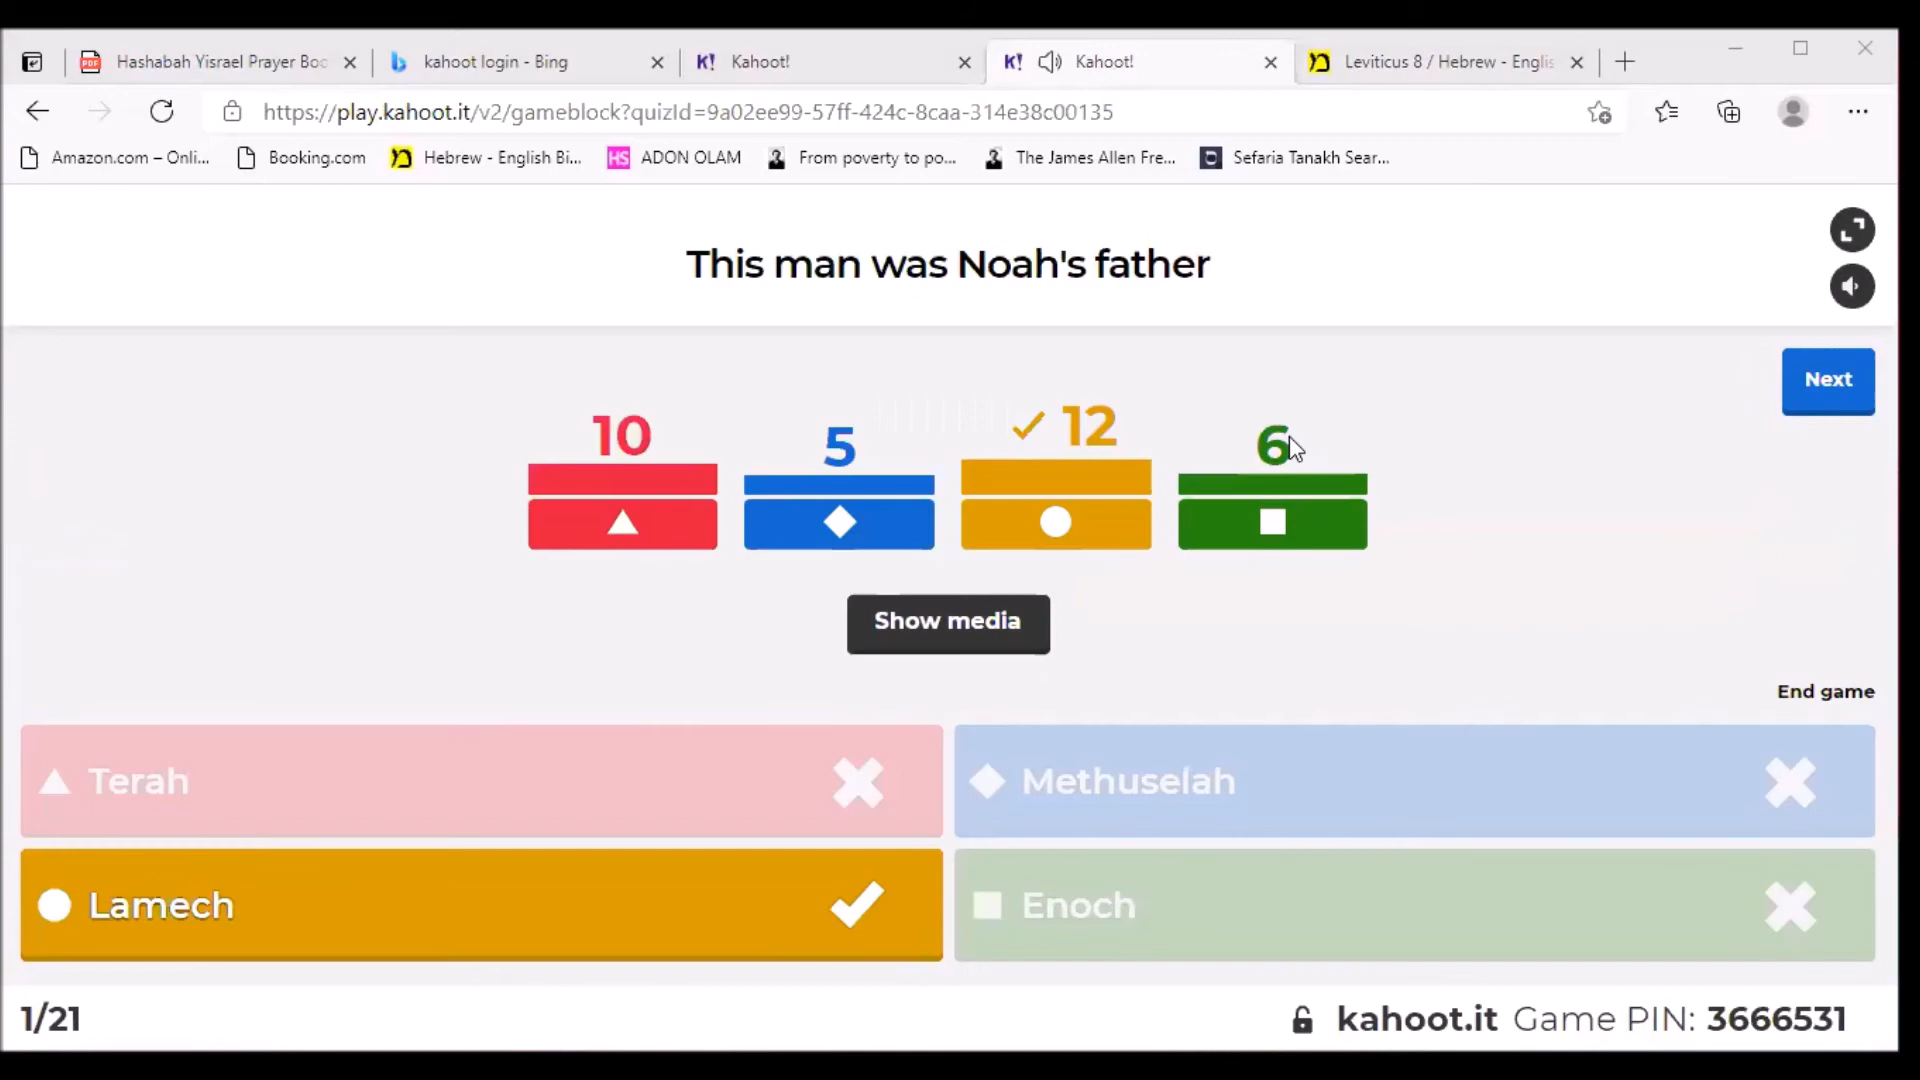 Hashabah Yisrael Prayer Boo
kahoot login - Bing
K! Kahoot!
K! Kahoot!
Leviticus 8 / Hebrew - Englis
https://play.kahoot.it/v2/gameblock?quizId=9a02ee99-57ff-424c-8caa-314e38c00135
Amazon.com – Onli...
Booking.com
Hebrew - English Bi...
HS ADON OLAM
From poverty to po...
The James Allen Fre...
Sefaria Tanakh Sear...
This man was Noah's father
Next
10
5
12
6
Show media
End game
Terah
Methuselah
Lamech
Enoch
1/21
kahoot.it Game PIN: 3666531